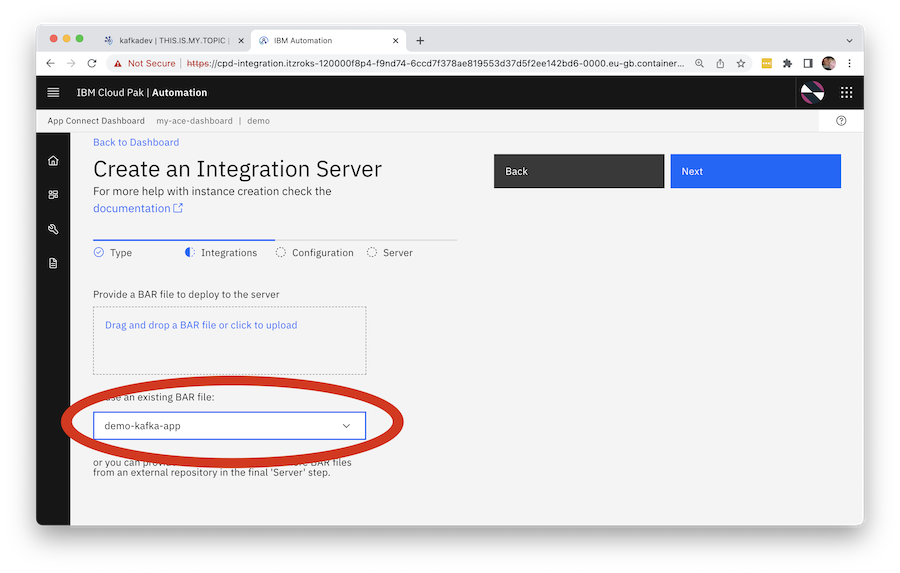 kafkadev | THIS.IS.MY.TOPIC
IBM Automation
Not Secure | https://cpd-integration.itzroks-120000f8p4-f9nd74-6ccd7f378ae819553d37d5f2ee142bd6-0000.eu-gb.container...
IBM Cloud Pak | Automation
App Connect Dashboard my-ace-dashboard | demo
Back to Dashboard
Create an Integration Server
For more help with instance creation check the
documentation
Back
Next
Type
Integrations
Configuration
Server
Provide a BAR file to deploy to the server
Drag and drop a BAR file or click to upload
an existing BAR file:
demo-kafka-app
or you can BAR files
from an external repository in the final 'Server' step.